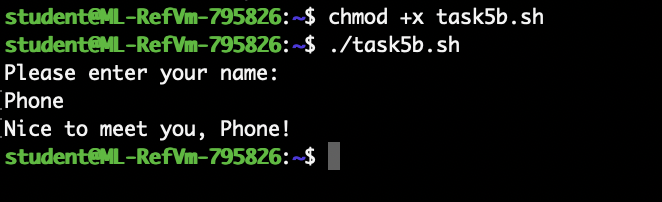 student@ML-RefVm-795826:~$ chmod +x task5b.sh
student@ML-RefVm-795826:~$ ./task5b.sh
Please enter your name:
Phone
Nice to meet you, Phone!
student@ML-RefVm-795826:~$